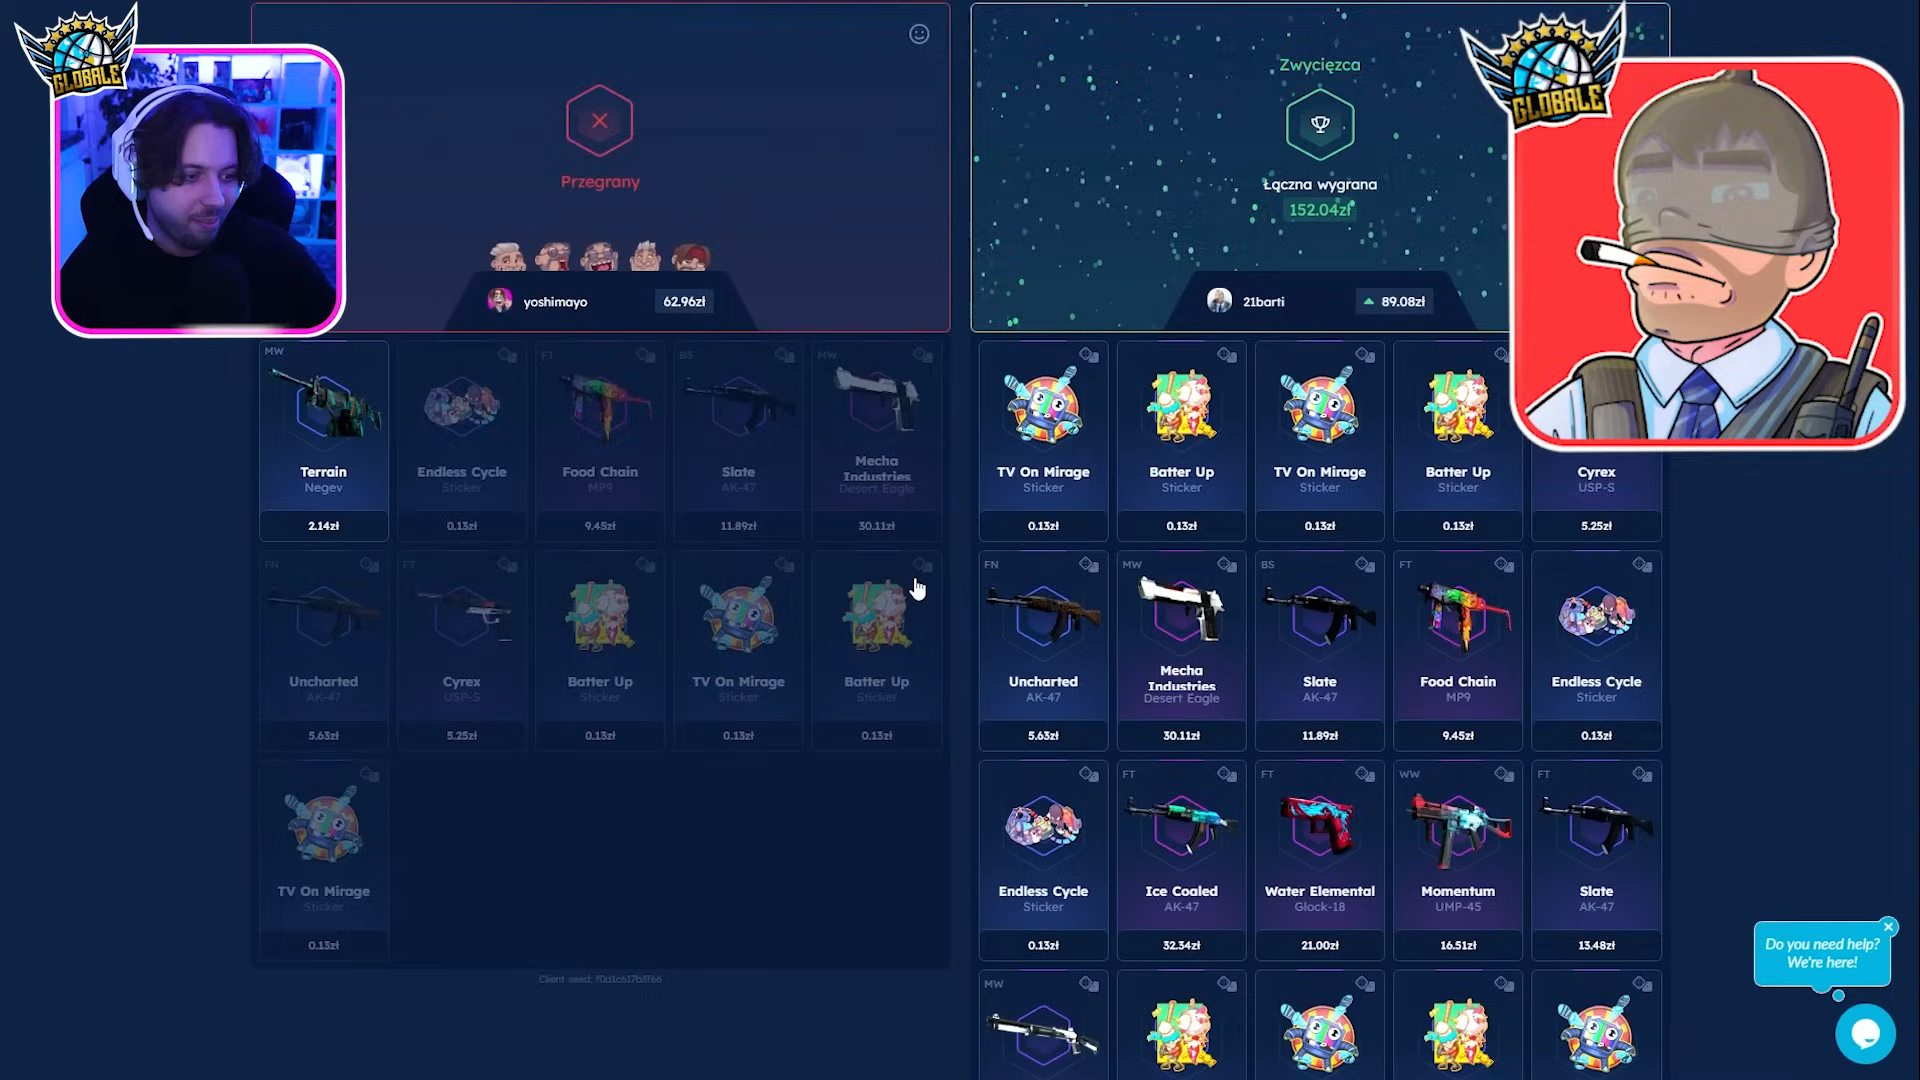 GLOBALE
Przegrany
yoshimayo
62.96zł
Zwycięzca
Łączna wygrana
152.04zł
21barti
89.08zł
GLOBALE
MW
Terrain
Negev
2.14zł
Endless Cycle
Sticker
0.13zł
FT
Food Chain
MP9
9.45zł
BS
Slate
AK-47
11.89zł
MW
Mecha
Industries
Desert Eagle
30.11zł
FN
Uncharted
AK-47
5.63zł
FT
Cyrex
USP-S
5.25zł
Batter Up
Sticker
0.13zł
TV On Mirage
Sticker
0.13zł
Batter Up
Sticker
0.13zł
TV On Mirage
Sticker
0.13zł
Client seed: f0d1c617b3f66
TV On Mirage
Sticker
0.13zł
Batter Up
Sticker
0.13zł
TV On Mirage
Sticker
0.13zł
Batter Up
Sticker
0.13zł
Cyrex
USP-S
5.25zł
FN
Uncharted
AK-47
5.63zł
MW
Mecha
Industries
Desert Eagle
30.11zł
BS
Slate
AK-47
11.89zł
FT
Food Chain
MP9
9.45zł
Endless Cycle
Sticker
0.13zł
Endless Cycle
Sticker
0.13zł
FT
Ice Coaled
AK-47
32.34zł
FT
Water Elemental
Glock-18
21.00zł
WW
Momentum
UMP-45
16.51zł
FT
Slate
AK-47
13.48zł
MW
Do you need help?
We're here!